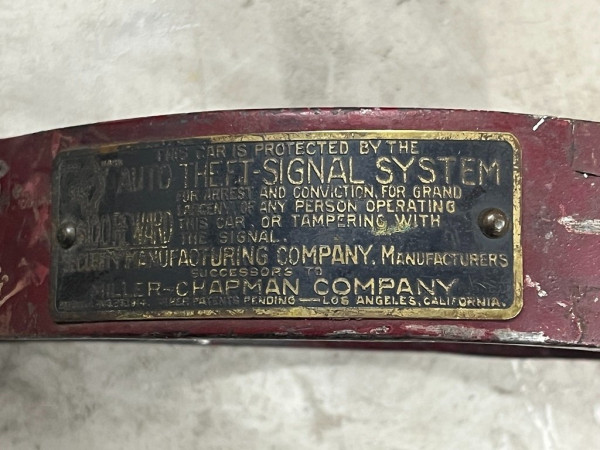 THIS CAR IS PROTECTED BY THE
AUTO THEFT-SIGNAL SYSTEM
FOR ARREST AND CONVICTION, FOR GRAND
LARCENY OF ANY PERSON OPERATING
REWARD THIS CAR, OR TAMPERING WITH
THE SIGNAL.
MANUFACTURING COMPANY, MANUFACTURERS
SUCCESSORS TO
MILLER-CHAPMAN COMPANY
OTHER PATENTS PENDING — LOS ANGELES, CALIFORNIA.